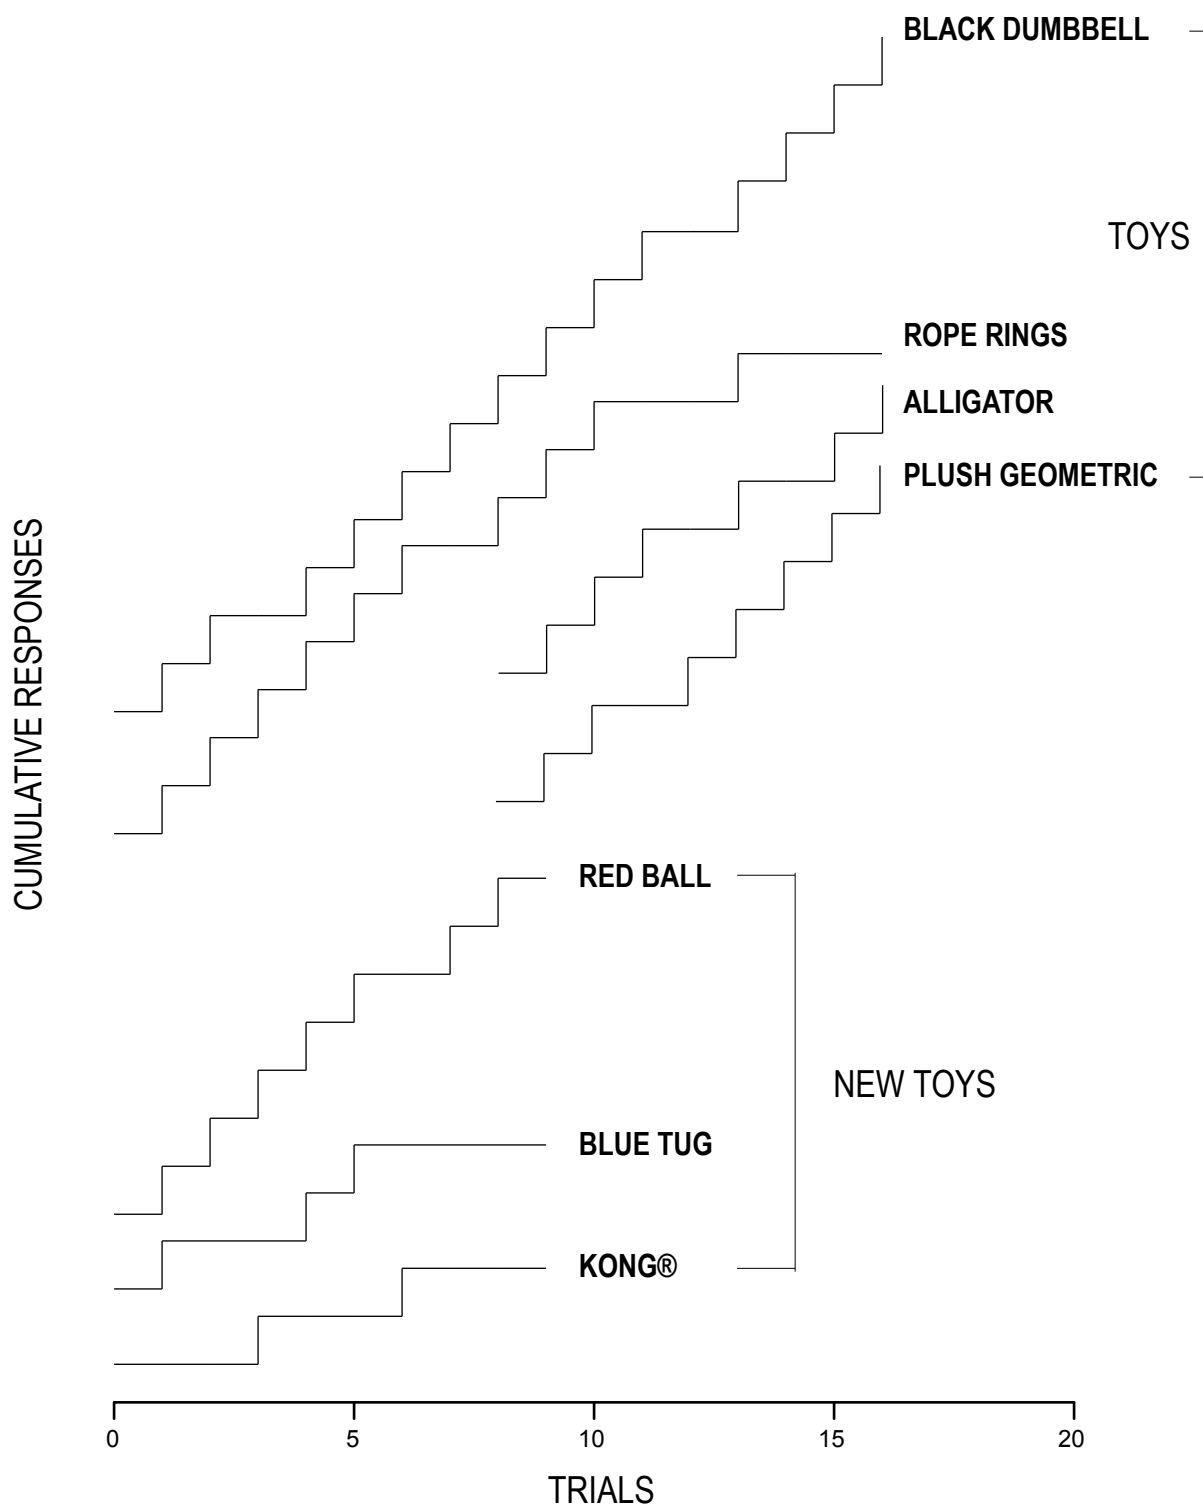 BLACK DUMBBELL
TOYS
ROPE RINGS
ALLIGATOR
PLUSH GEOMETRIC
CUMULATIVE RESPONSES
RED BALL
NEW TOYS
BLUE TUG
KONG®
0 5 10 15 20
TRIALS